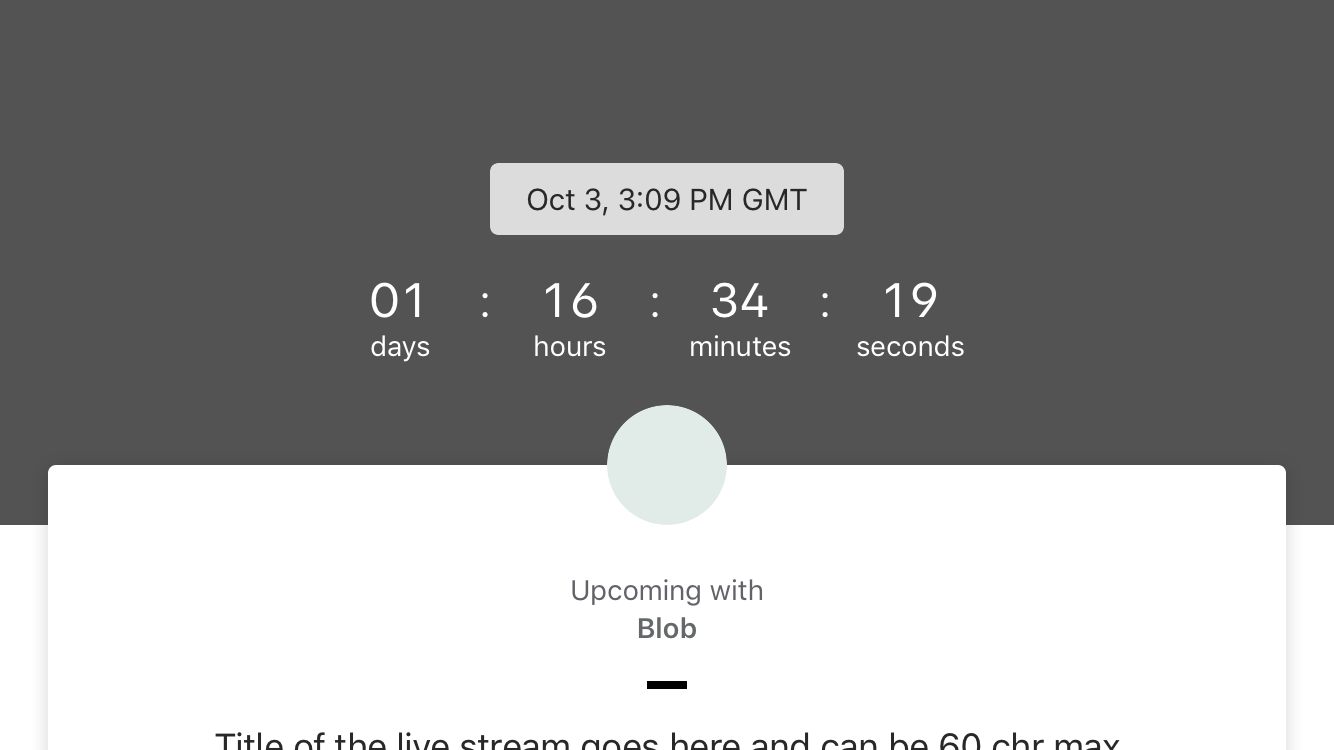 Oct 3, 3:09 PM GMT
01 : 16 : 34 : 19
days hours minutes seconds
Upcoming with
Blob
Title of the live stream goes here and can be 60 chr max